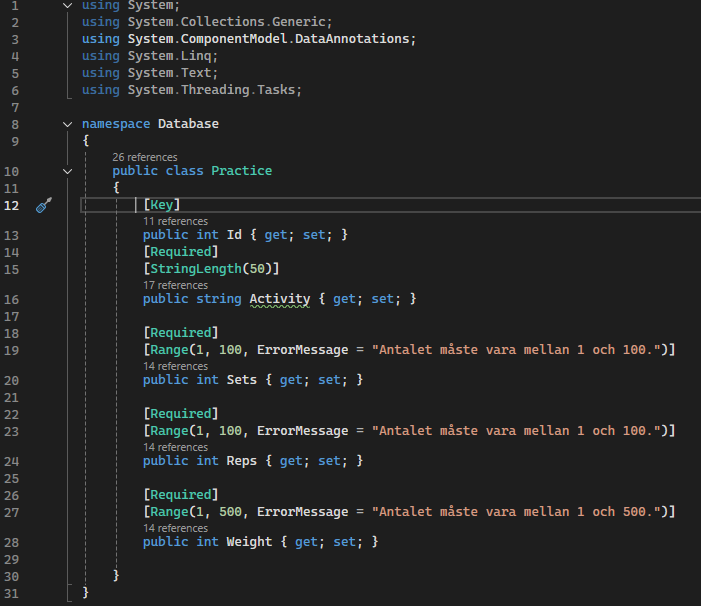 1 using System;
2 using System.Collections.Generic;
3 using System.ComponentModel.DataAnnotations;
4 using System.Linq;
5 using System.Text;
6 using System.Threading.Tasks;
7
8 namespace Database
9 {
26 references
10 public class Practice
11 {
12 [Key]
11 references
13 public int Id { get; set; }
14 [Required]
15 [StringLength(50)]
17 references
16 public string Activity { get; set; }
17
18 [Required]
19 [Range(1, 100, ErrorMessage = "Antalet måste vara mellan 1 och 100.")]
14 references
20 public int Sets { get; set; }
21
22 [Required]
23 [Range(1, 100, ErrorMessage = "Antalet måste vara mellan 1 och 100.")]
14 references
24 public int Reps { get; set; }
25
26 [Required]
27 [Range(1, 500, ErrorMessage = "Antalet måste vara mellan 1 och 500.")]
14 references
28 public int Weight { get; set; }
29
30 }
31 }